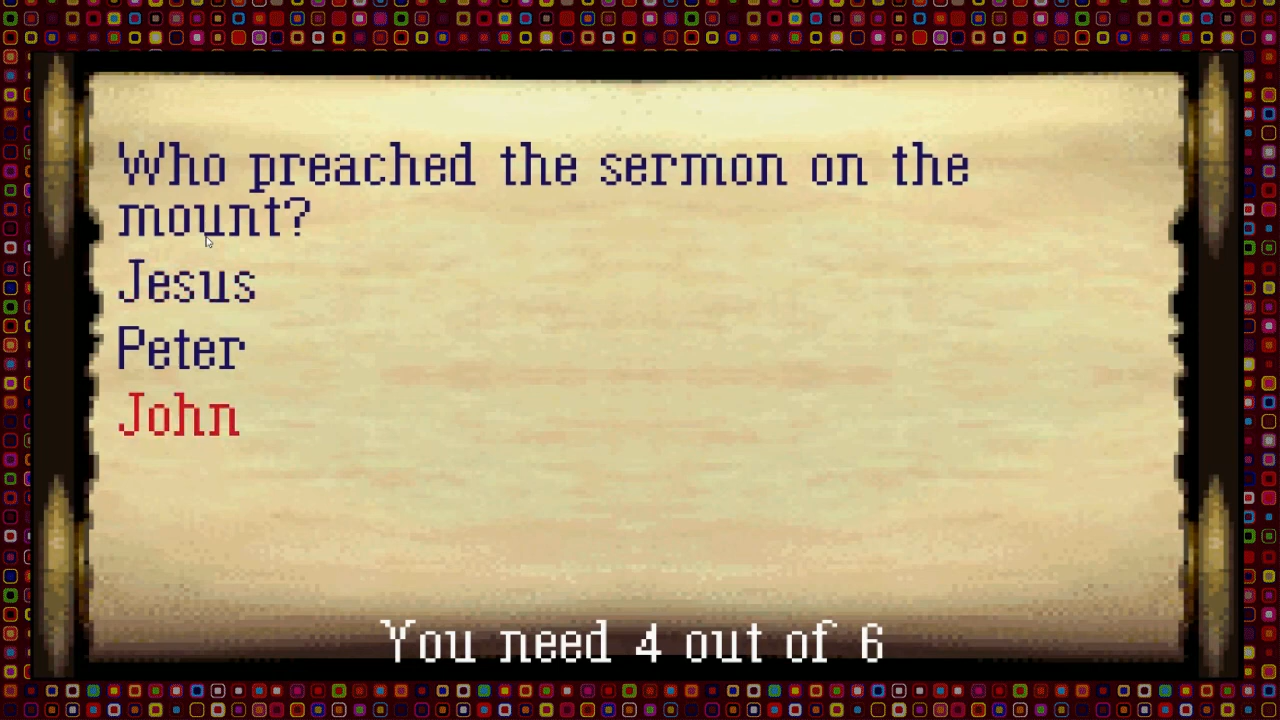 Who preached the sermon on the
mount?
Jesus
Peter
John
You need 4 out of 6